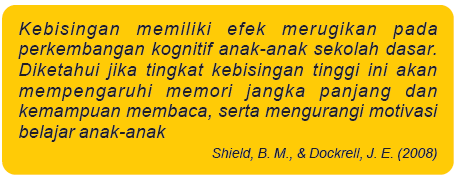 Kebisingan memiliki efek merugikan pada
perkembangan kognitif anak-anak sekolah dasar.
Diketahui jika tingkat kebisingan tinggi ini akan
mempengaruhi memori jangka panjang dan
kemampuan membaca, serta mengurangi motivasi
belajar anak-anak
Shield, B. M., & Dockrell, J. E. (2008)